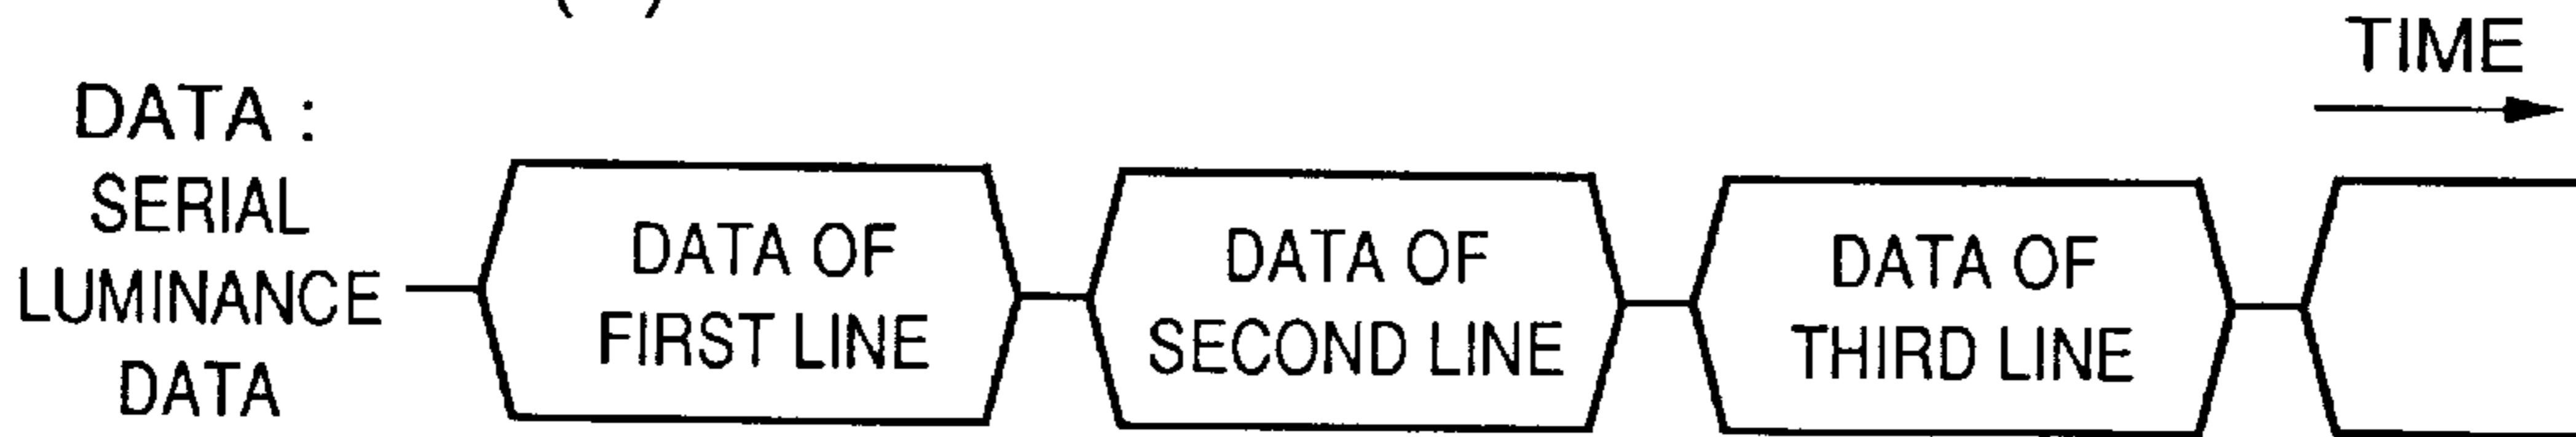 TIME
DATA :
SERIAL
LUMINANCE
DATA
DATA OF
FIRST LINE
DATA OF
SECOND LINE
DATA OF
THIRD LINE